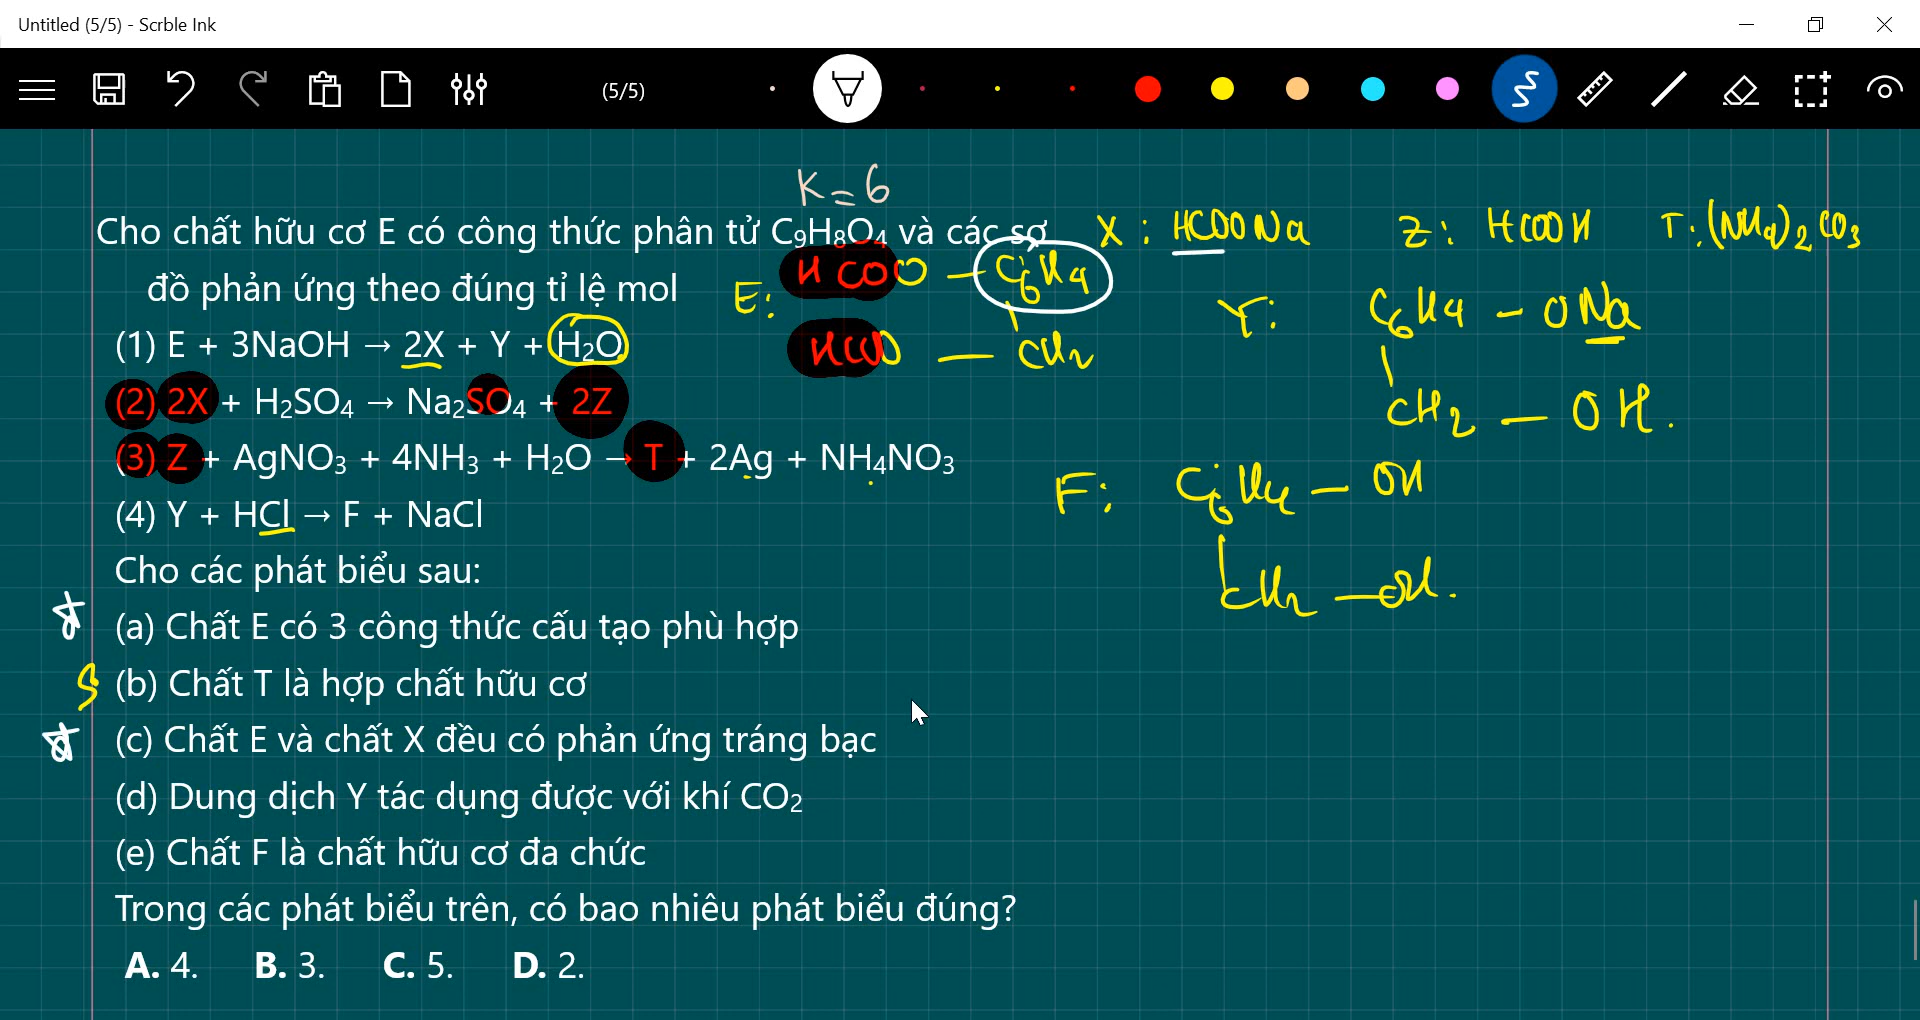 Untitled (5/5) - Scrble Ink
(5/5)
K = 6
Cho chất hữu cơ E có công thức phân tử C₉H₈O₄ và các sơ
đồ phản ứng theo đúng tỉ lệ mol
(1) E + 3NaOH → 2X + Y + H₂O
(2) 2X + H₂SO₄ → Na₂SO₄ + 2Z
(3) Z + AgNO₃ + 4NH₃ + H₂O → T + 2Ag + NH₄NO₃
(4) Y + HCl → F + NaCl
Cho các phát biểu sau:
(a) Chất E có 3 công thức cấu tạo phù hợp
(b) Chất T là hợp chất hữu cơ
(c) Chất E và chất X đều có phản ứng tráng bạc
(d) Dung dịch Y tác dụng được với khí CO₂
(e) Chất F là chất hữu cơ đa chức
Trong các phát biểu trên, có bao nhiêu phát biểu đúng?
A. 4. B. 3. C. 5. D. 2.
E: HCOO – C₆H₄
HCOO — CH₂
X : HCOONa Z: HCOOH T: (NH₄)₂CO₃
Y: C₆H₄ – ONa
CH₂ — OH.
F: C₆H₄ – OH
CH₂ — OH.
S